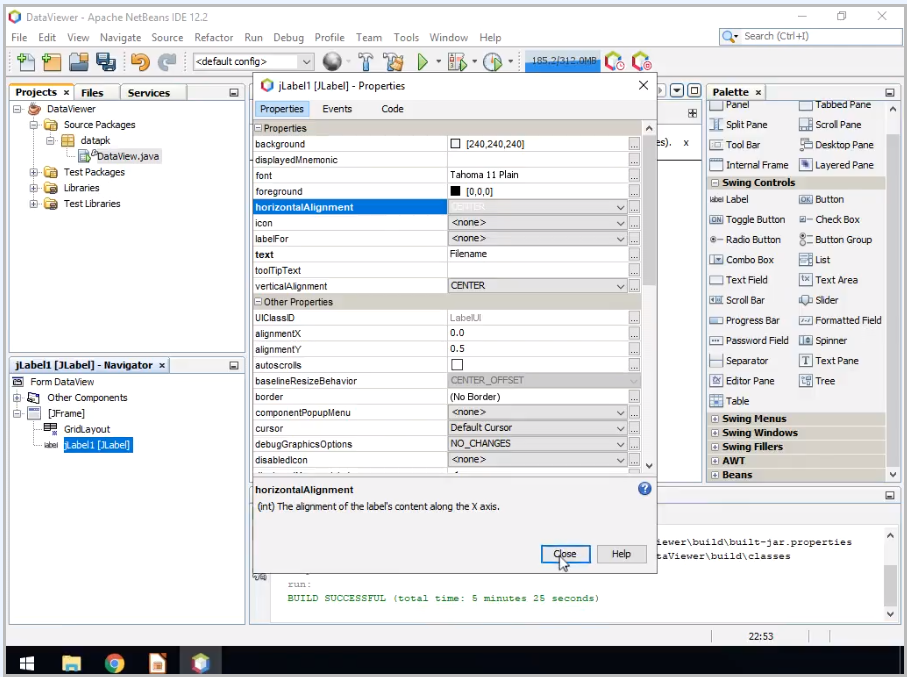 DataViewer - Apache NetBeans IDE 12.2
File Edit View Navigate Source Refactor Run Debug Profile Team Tools Window Help
Search (Ctrl+I)
<default config>
185.2/312.0MB
Projects x Files Services
DataViewer
Source Packages
datapk
DataView.java
Test Packages
Libraries
Test Libraries
jLabel1 [JLabel] - Navigator x
Form DataView
Other Components
[JFrame]
GridLayout
label jLabel1 [JLabel]
jLabel1 [JLabel] - Properties
Properties Events Code
Properties
background [240,240,240] ...
displayedMnemonic ...
font Tahoma 11 Plain ...
foreground [0,0,0] ...
horizontalAlignment CENTER ...
icon <none> ...
labelFor <none> ...
text Filename ...
toolTipText ...
verticalAlignment CENTER ...
Other Properties
UIClassID LabelUI ...
alignmentX 0.0 ...
alignmentY 0.5 ...
autoscrolls ...
baselineResizeBehavior CENTER_OFFSET
border (No Border) ...
componentPopupMenu <none> ...
cursor Default Cursor ...
debugGraphicsOptions NO_CHANGES ...
disabledIcon <none> ...
horizontalAlignment
(int) The alignment of the label's content along the X axis.
Close Help
es). x
Palette x
Panel Tabbed Pane
Split Pane Scroll Pane
Tool Bar Desktop Pane
Internal Frame Layered Pane
Swing Controls
label Label OK Button
ON Toggle Button Check Box
Radio Button Button Group
Combo Box List
Text Field tx Text Area
Scroll Bar Slider
Progress Bar Formatted Field
Password Field Spinner
Separator T Text Pane
Editor Pane Tree
Table
Swing Menus
Swing Windows
Swing Fillers
AWT
Beans
iewer\build\built-jar.properties
taViewer\build\classes
run:
BUILD SUCCESSFUL (total time: 5 minutes 25 seconds)
22:53